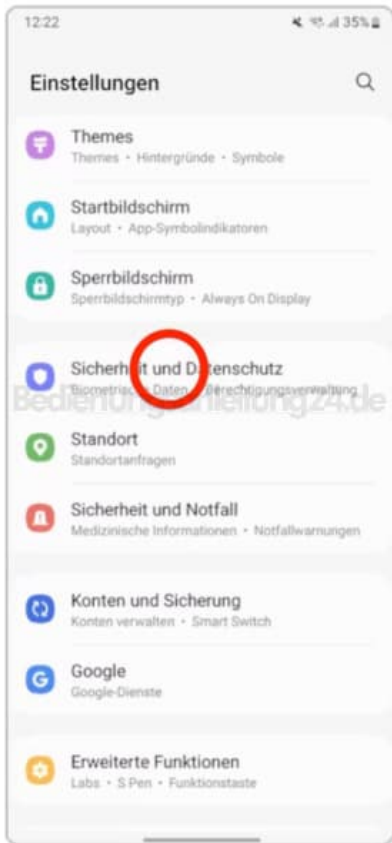 12:22 35%
Einstellungen
Themes
Themes • Hintergründe • Symbole
Startbildschirm
Layout • App-Symbolindikatoren
Sperrbildschirm
Sperrbildschirmtyp • Always On Display
Sicherheit und Datenschutz
Biometrische Daten • Berechtigungsverwaltung
Bedienungsanleitung24.de
Standort
Standortanfragen
Sicherheit und Notfall
Medizinische Informationen • Notfallwarnungen
Konten und Sicherung
Konten verwalten • Smart Switch
Google
Google-Dienste
Erweiterte Funktionen
Labs • S Pen • Funktionstaste